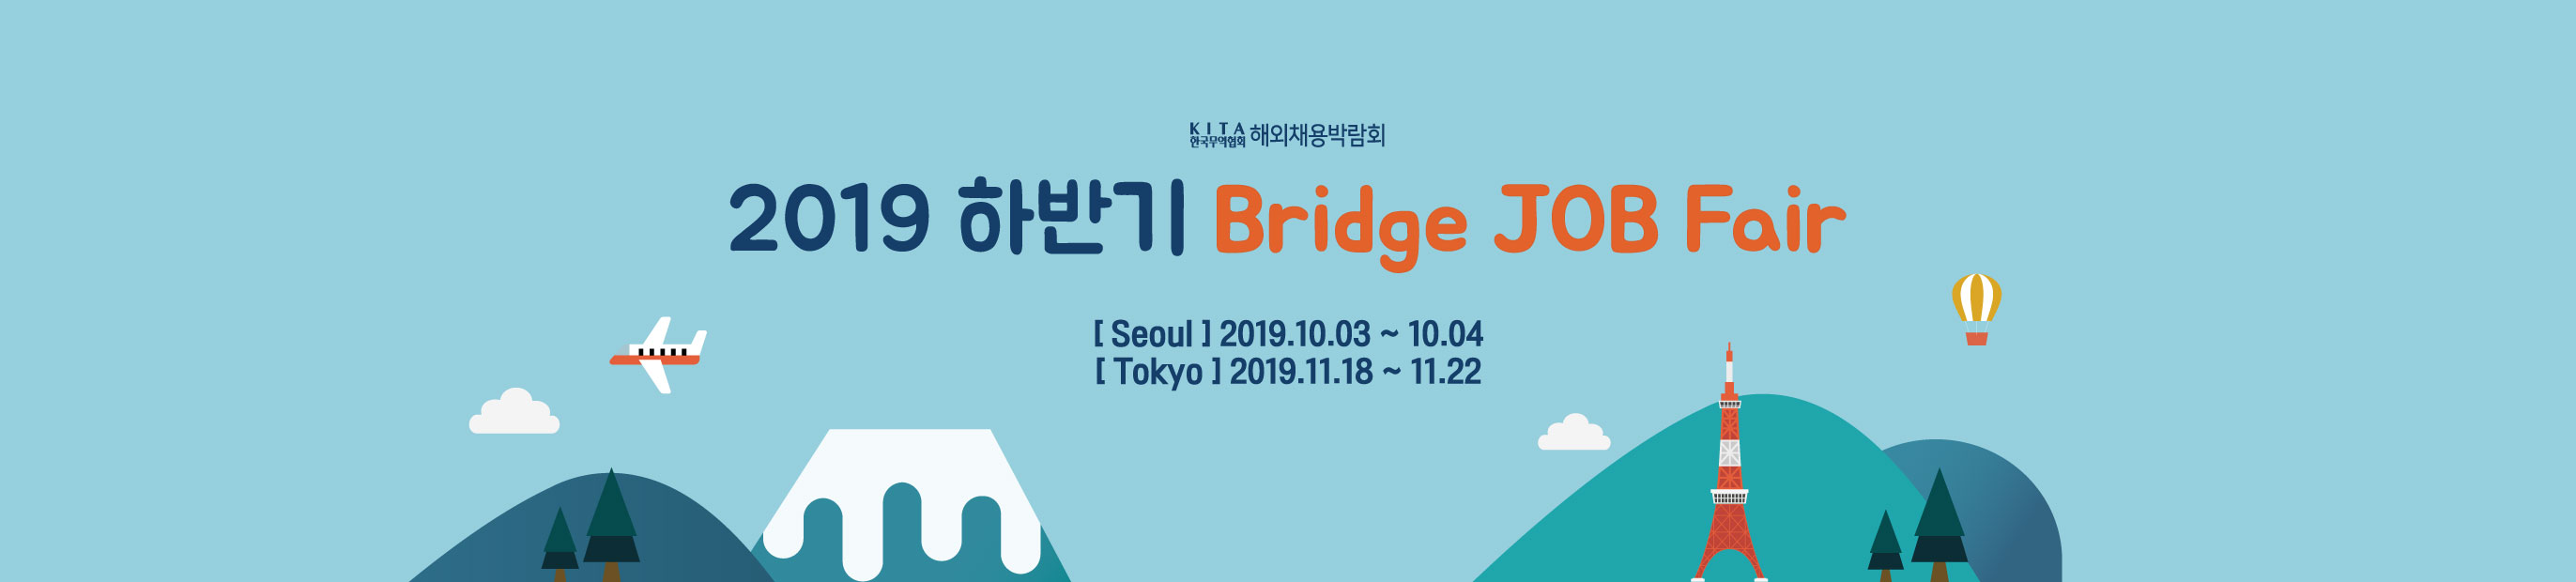 KITA 한국무역협회 해외채용박람회
2019 하반기 Bridge JOB Fair
[ Seoul ] 2019.10.03 ~ 10.04
[ Tokyo ] 2019.11.18 ~ 11.22